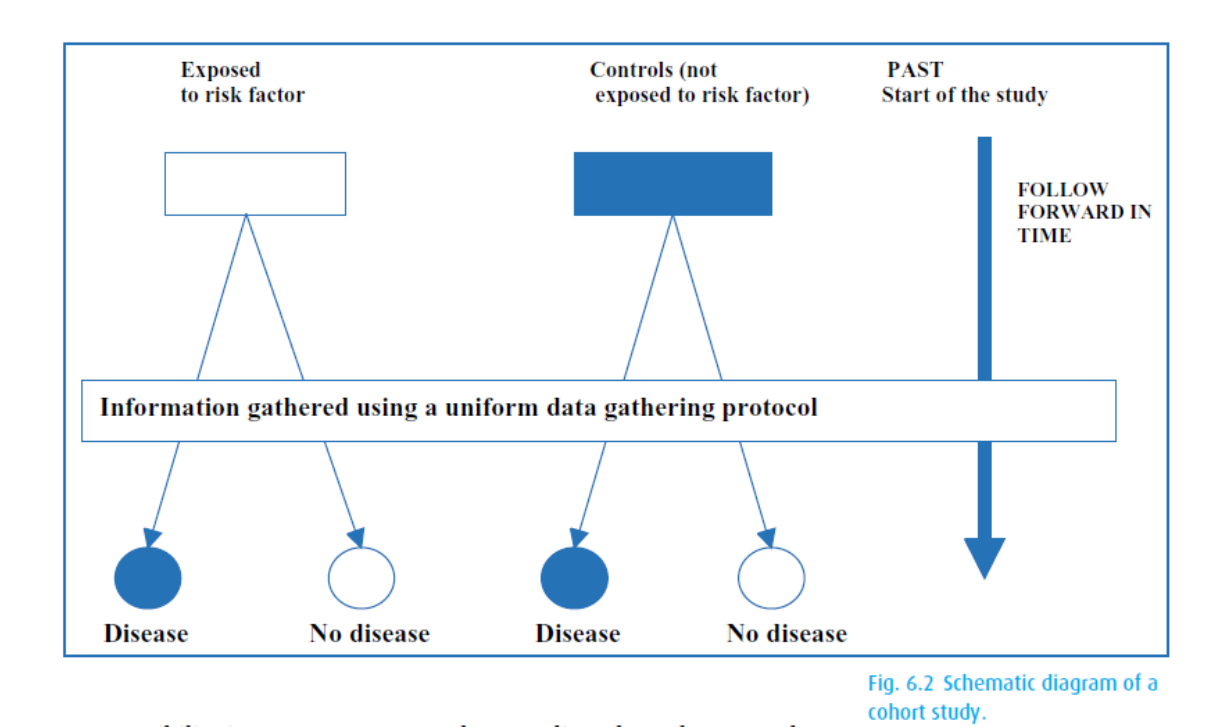 Exposed
to risk factor
Controls (not
exposed to risk factor)
PAST
Start of the study
FOLLOW
FORWARD IN
TIME
Information gathered using a uniform data gathering protocol
Disease
No disease
Disease
No disease
Fig. 6.2 Schematic diagram of a
cohort study.